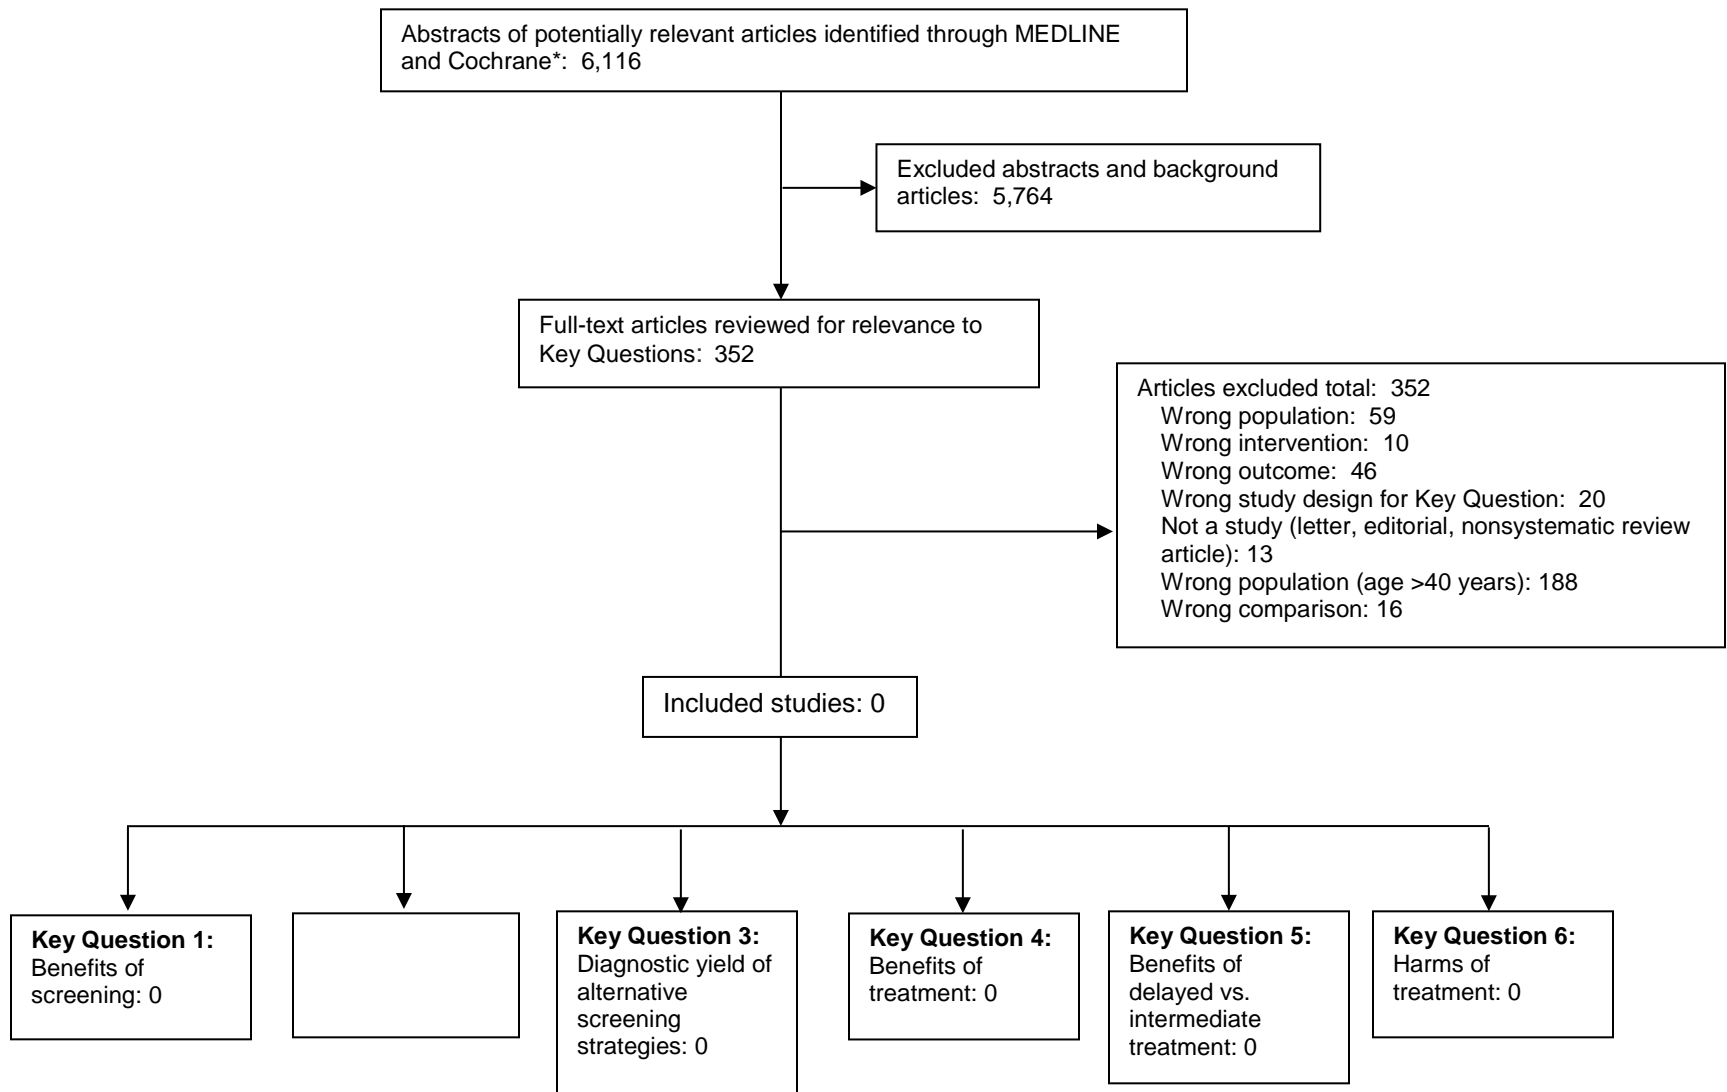 Abstracts of potentially relevant articles identified through MEDLINE
and Cochrane*:  6,116
Excluded abstracts and background
articles:  5,764
Full-text articles reviewed for relevance to
Key Questions:  352
Articles excluded total:  352
Wrong population:  59
Wrong intervention:  10
Wrong outcome:  46
Wrong study design for Key Question:  20
Not a study (letter, editorial, nonsystematic review
article): 13
Wrong population (age >40 years): 188
Wrong comparison: 16
Included studies: 0
Key Question 1:
Benefits of
screening: 0
Key Question 3:
Diagnostic yield of
alternative
screening
strategies: 0
Key Question 4:
Benefits of
treatment: 0
Key Question 5:
Benefits of
delayed vs.
intermediate
treatment: 0
Key Question 6:
Harms of
treatment: 0